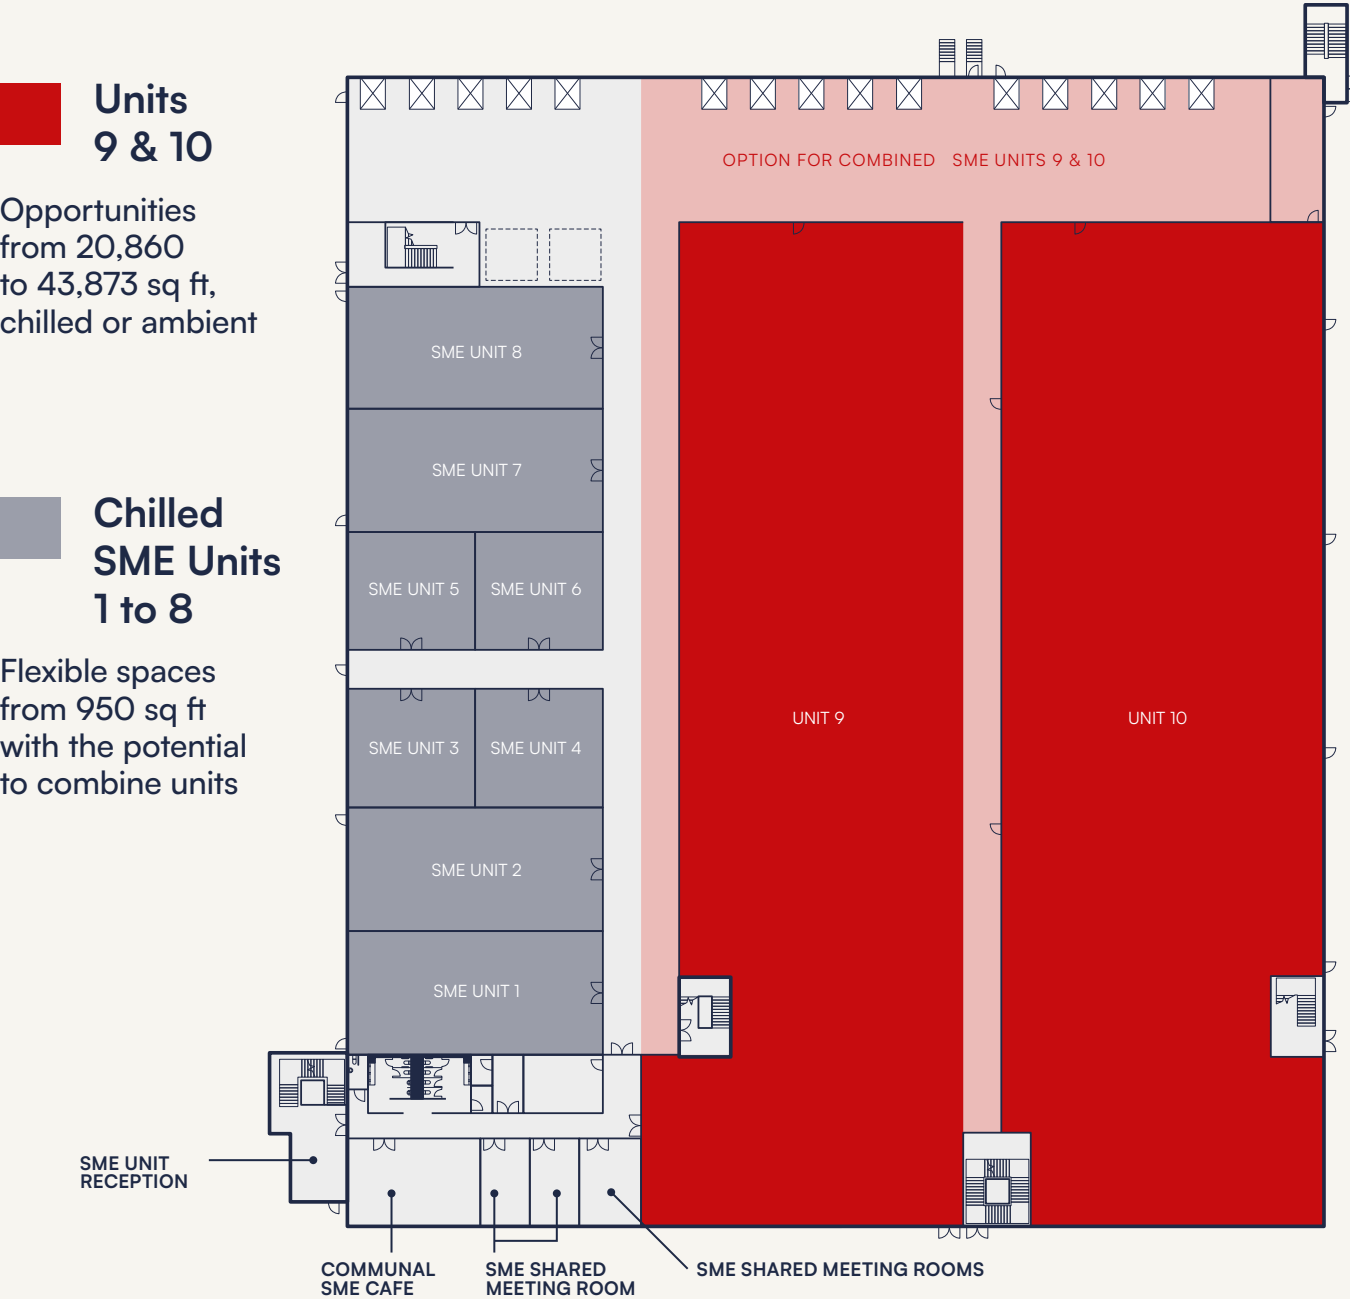 Units
9 & 10
Opportunities
from 20,860
to 43,873 sq ft,
chilled or ambient
Chilled
SME Units
1 to 8
Flexible spaces
from 950 sq ft
with the potential
to combine units
OPTION FOR COMBINED SME UNITS 9 & 10
SME UNIT 8
SME UNIT 7
SME UNIT 5
SME UNIT 6
SME UNIT 3
SME UNIT 4
SME UNIT 2
SME UNIT 1
UNIT 9
UNIT 10
SME UNIT
RECEPTION
COMMUNAL
SME CAFE
SME SHARED
MEETING ROOM
SME SHARED MEETING ROOMS